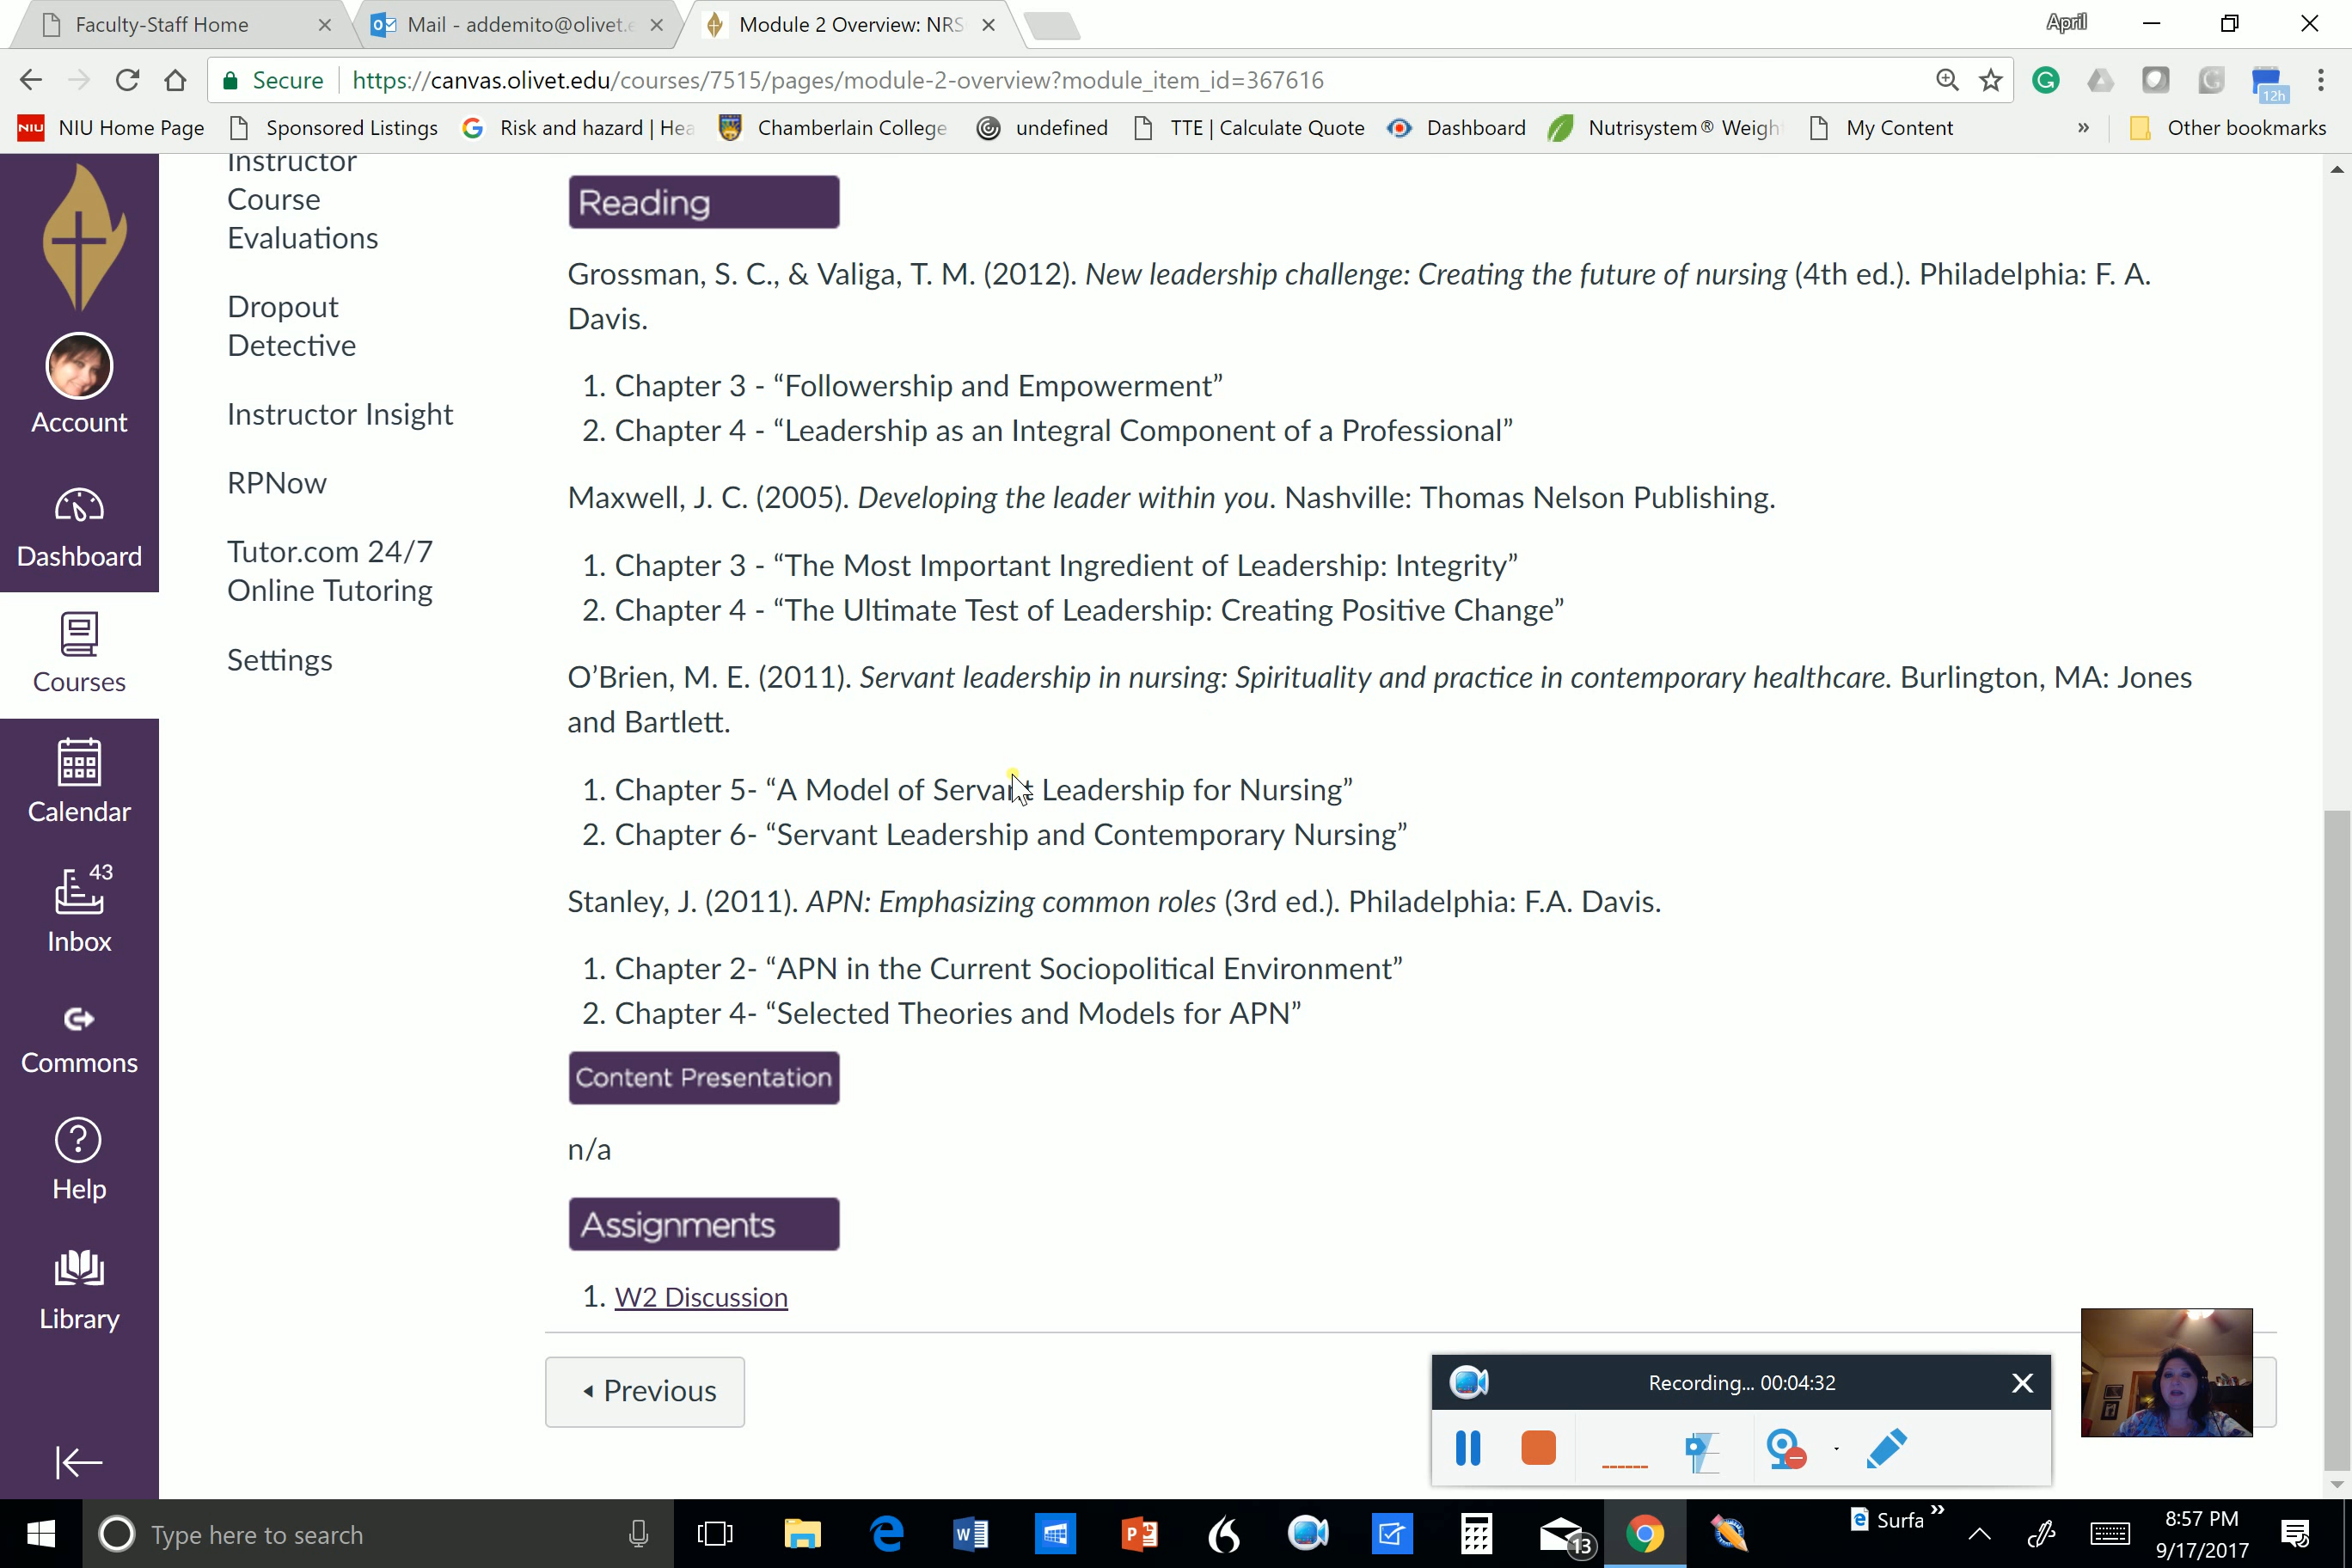 Faculty-Staff Home
Mail - addemito@olivet.e
Module 2 Overview: NRS
April
Secure
https://canvas.olivet.edu/courses/7515/pages/module-2-overview?module_item_id=367616
12h
NIU
NIU Home Page
Sponsored Listings
Risk and hazard | Hea
Chamberlain College
undefined
TTE | Calculate Quote
Dashboard
Nutrisystem® Weigh
My Content
»
Other bookmarks
Account
Dashboard
Courses
Calendar
43
Inbox
Commons
Help
Library
Instructor
Course
Evaluations
Dropout
Detective
Instructor Insight
RPNow
Tutor.com 24/7
Online Tutoring
Settings
Reading
Grossman, S. C., & Valiga, T. M. (2012). New leadership challenge: Creating the future of nursing (4th ed.). Philadelphia: F. A.
Davis.
1. Chapter 3 - “Followership and Empowerment”
2. Chapter 4 - “Leadership as an Integral Component of a Professional”
Maxwell, J. C. (2005). Developing the leader within you. Nashville: Thomas Nelson Publishing.
1. Chapter 3 - “The Most Important Ingredient of Leadership: Integrity”
2. Chapter 4 - “The Ultimate Test of Leadership: Creating Positive Change”
O’Brien, M. E. (2011). Servant leadership in nursing: Spirituality and practice in contemporary healthcare. Burlington, MA: Jones
and Bartlett.
1. Chapter 5- “A Model of Servant Leadership for Nursing”
2. Chapter 6- “Servant Leadership and Contemporary Nursing”
Stanley, J. (2011). APN: Emphasizing common roles (3rd ed.). Philadelphia: F.A. Davis.
1. Chapter 2- “APN in the Current Sociopolitical Environment”
2. Chapter 4- “Selected Theories and Models for APN”
Content Presentation
n/a
Assignments
1. W2 Discussion
Previous
Recording... 00:04:32
Type here to search
13
Surfa
»
8:57 PM
9/17/2017